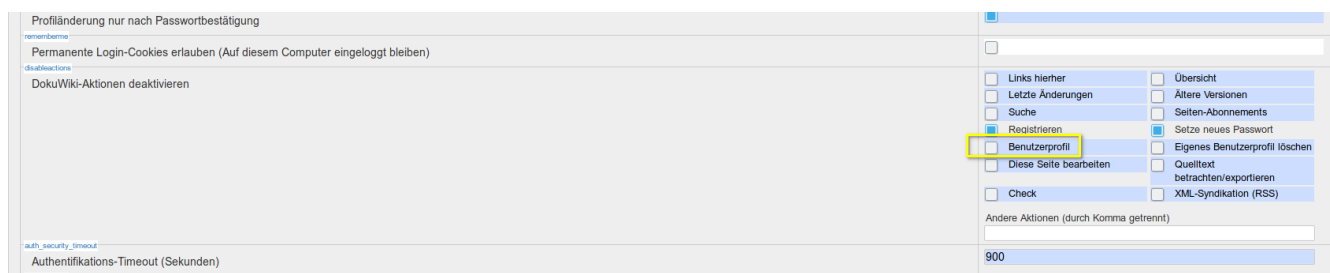 Profiländerung nur nach Passwortbestätigung
rememberme
Permanente Login-Cookies erlauben (Auf diesem Computer eingeloggt bleiben)
disableactions
DokuWiki-Aktionen deaktivieren
Links hierher
Übersicht
Letzte Änderungen
Ältere Versionen
Suche
Seiten-Abonnements
Registrieren
Setze neues Passwort
Benutzerprofil
Eigenes Benutzerprofil löschen
Diese Seite bearbeiten
Quelltext
betrachten/exportieren
Check
XML-Syndikation (RSS)
Andere Aktionen (durch Komma getrennt)
auth_security_timeout
Authentifikations-Timeout (Sekunden)
900